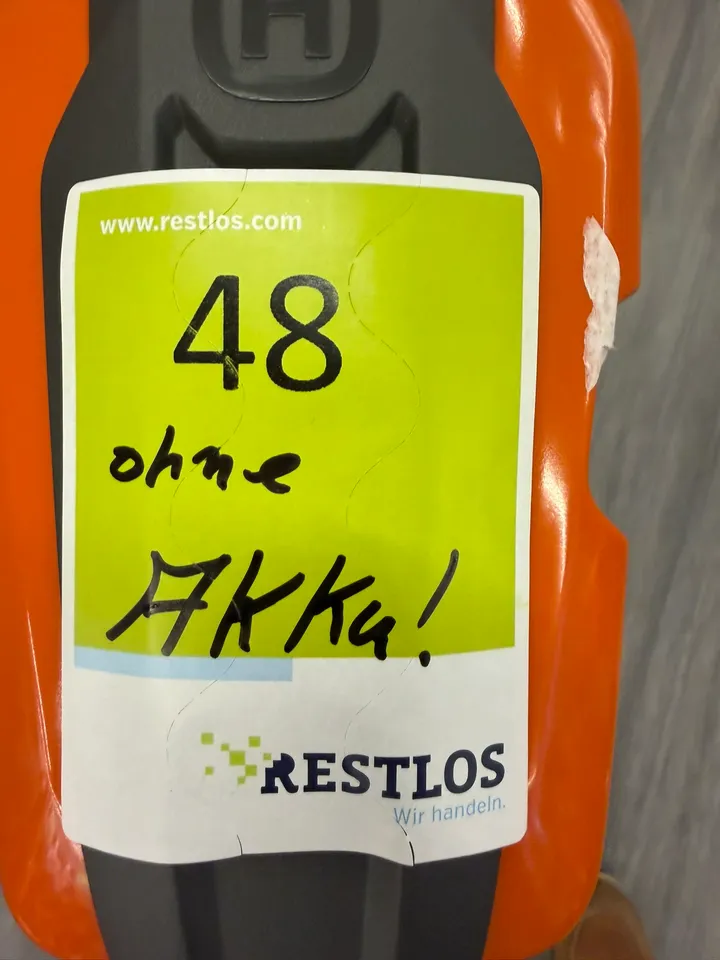 H
www.restlos.com
48
ohne
AKKu!
RESTLOS
Wir handeln.